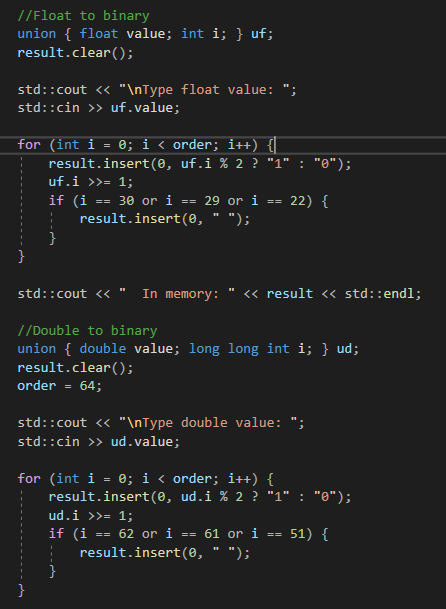 //Float to binary
union { float value; int i; } uf;
result.clear();
std::cout << "\nType float value: ";
std::cin >> uf.value;
for (int i = 0; i < order; i++) {
result.insert(0, uf.i % 2 ? "1" : "0");
uf.i >>= 1;
if (i == 30 or i == 29 or i == 22) {
result.insert(0, " ");
}
}
std::cout << "  In memory: " << result << std::endl;
//Double to binary
union { double value; long long int i; } ud;
result.clear();
order = 64;
std::cout << "\nType double value: ";
std::cin >> ud.value;
for (int i = 0; i < order; i++) {
result.insert(0, ud.i % 2 ? "1" : "0");
ud.i >>= 1;
if (i == 62 or i == 61 or i == 51) {
result.insert(0, " ");
}
}